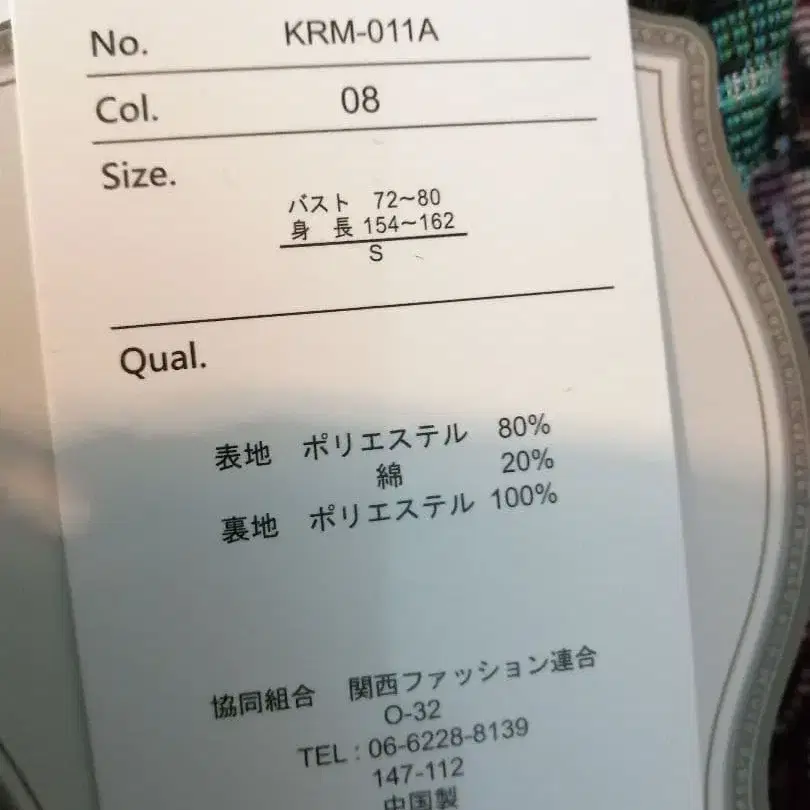 No. KRM-011A
Col. 08
Size.
バスト 72～80
身 長 154～162
S
Qual.
表地 ポリエステル 80%
綿 20%
裏地 ポリエステル 100%
協同組合 関西ファッション連合
O-32
TEL : 06-6228-8139
147-112
中国製